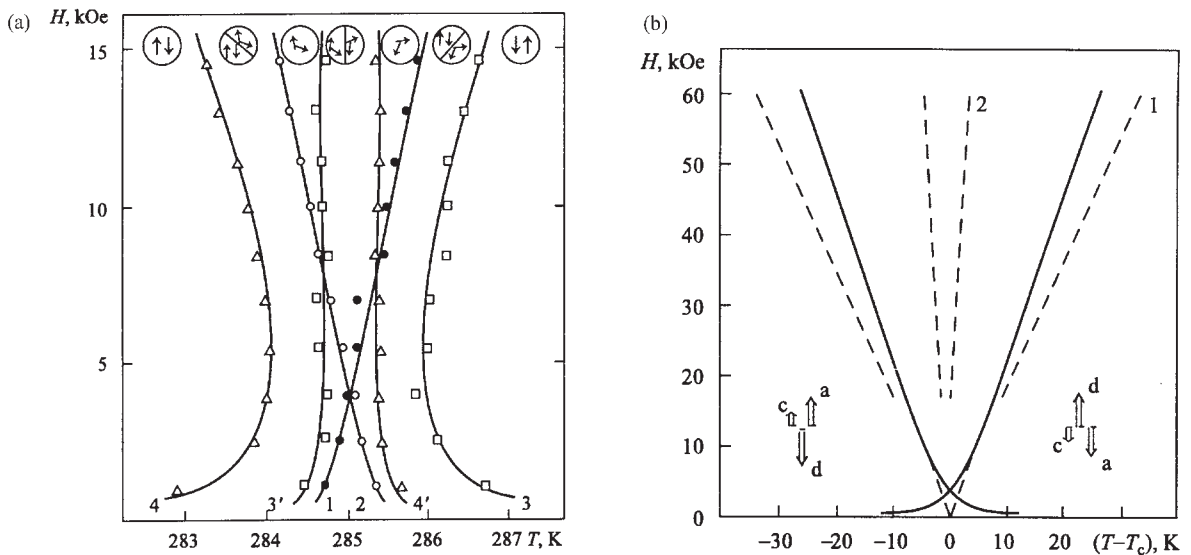 (a)
H, kOe
15
10
5
4 3′ 1 2 4′ 3
283 284 285 286 287 T, K
(b)
H, kOe
60
50
40
30
20
10
0
2
1
c a
d
d
c a
−30 −20 −10 0 10 20 (T−Tc), K